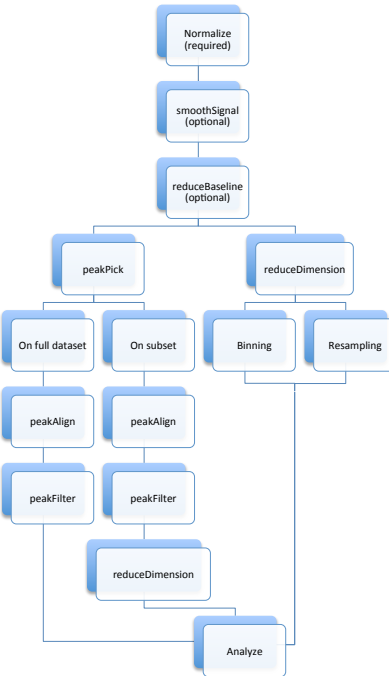 Normalize
(required)
smoothSignal
(optional)
reduceBaseline
(optional)
peakPick
reduceDimension
On full dataset
On subset
Binning
Resampling
peakAlign
peakAlign
peakFilter
peakFilter
reduceDimension
Analyze